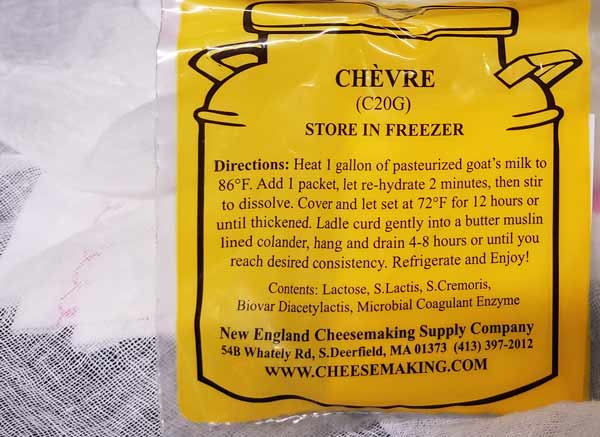 CHÈVRE
(C20G)
STORE IN FREEZER
Directions: Heat 1 gallon of pasteurized goat's milk to
86°F. Add 1 packet, let re-hydrate 2 minutes, then stir
to dissolve. Cover and let set at 72°F for 12 hours or
until thickened. Ladle curd gently into a butter muslin
lined colander, hang and drain 4-8 hours or until you
reach desired consistency. Refrigerate and Enjoy!
Contents: Lactose, S.Lactis, S.Cremoris,
Biovar Diacetylactis, Microbial Coagulant Enzyme
New England Cheesemaking Supply Company
54B Whately Rd, S.Deerfield, MA 01373 (413) 397-2012
WWW.CHEESEMAKING.COM